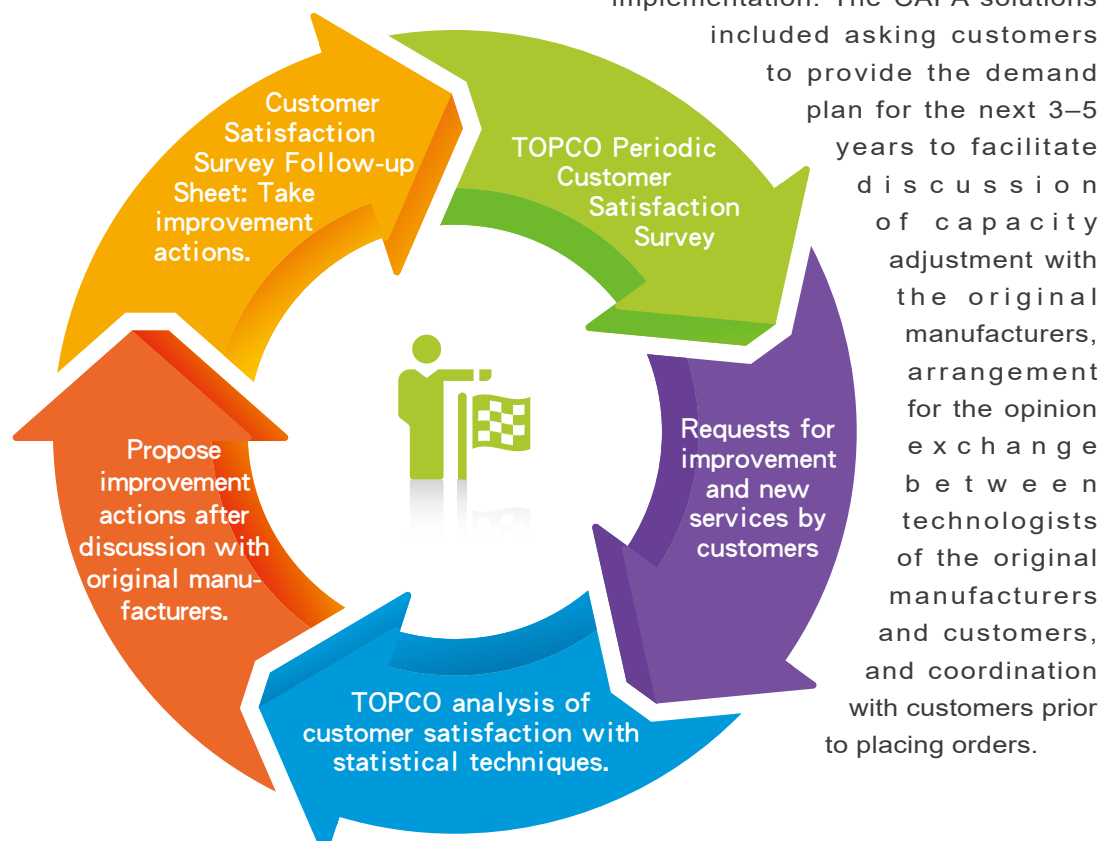 implementation. The CAPA solutions
included asking customers
to provide the demand
plan for the next 3–5
years to facilitate
discussion
of capacity
adjustment with
the original
manufacturers,
arrangement
for the opinion
exchange
between
technologists
of the original
manufacturers
and customers,
and coordination
with customers prior
to placing orders.
TOPCO Periodic
Customer
Satisfaction
Survey
Requests for
improvement
and new
services by
customers
TOPCO analysis of
customer satisfaction with
statistical techniques.
Propose
improvement
actions after
discussion with
original manu-
facturers.
Customer
Satisfaction
Survey Follow-up
Sheet: Take
improvement
actions.